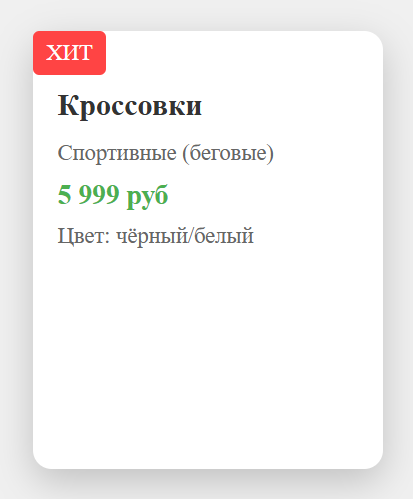 ХИТ
Кроссовки
Спортивные (беговые)
5 999 руб
Цвет: чёрный/белый